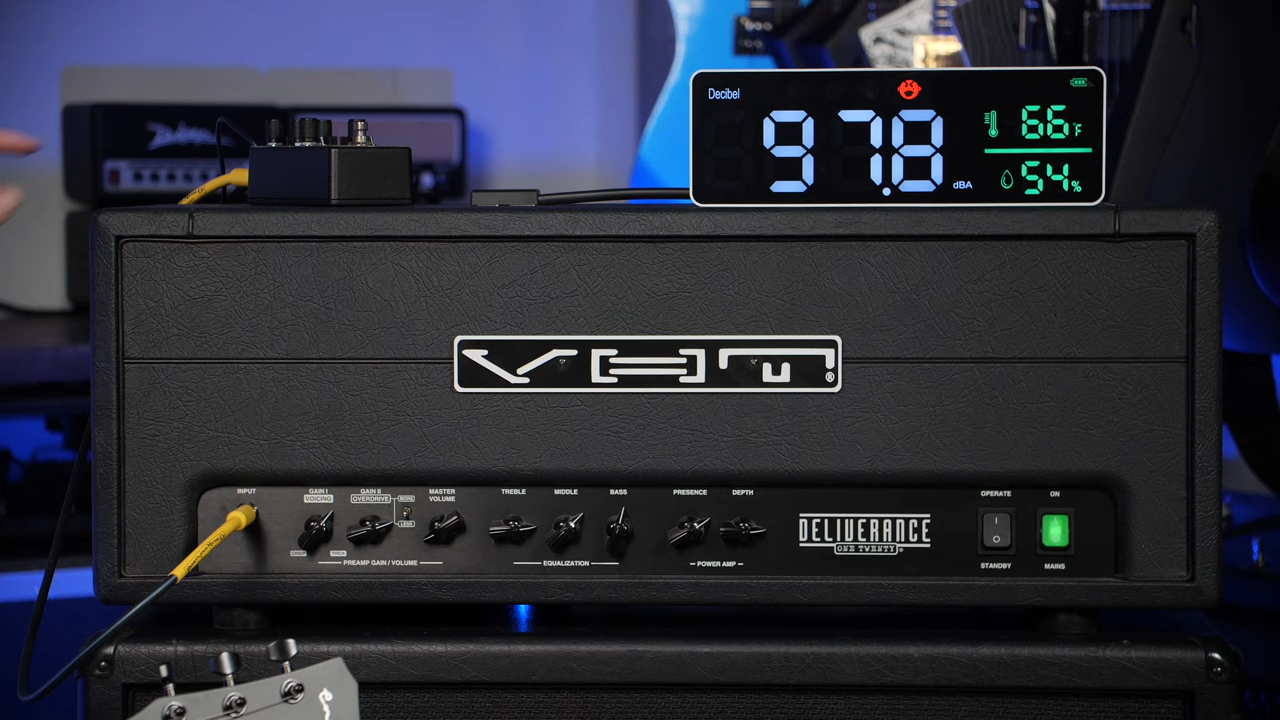 Decibel
97.8
dBA
66°F
54%
VHT®
INPUT
GAIN I
VOICING
GAIN II
OVERDRIVE
MORE
LESS
MASTER
VOLUME
TREBLE
MIDDLE
BASS
PRESENCE
DEPTH
OPERATE
ON
CRISP
THICK
PREAMP GAIN / VOLUME
EQUALIZATION
POWER AMP
DELIVERANCE
ONE TWENTY
I
O
STANDBY
MAINS